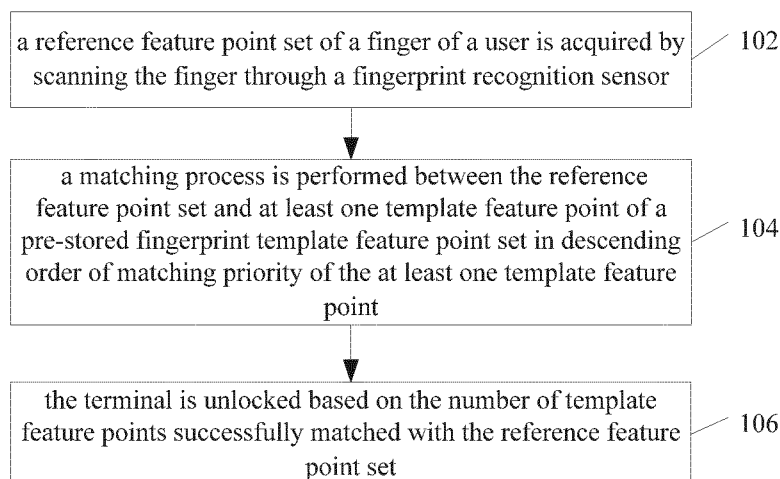 a reference feature point set of a finger of a user is acquired by
scanning the finger through a fingerprint recognition sensor
102
a matching process is performed between the reference
feature point set and at least one template feature point of a
pre-stored fingerprint template feature point set in descending
order of matching priority of the at least one template feature
point
104
the terminal is unlocked based on the number of template
feature points successfully matched with the reference feature
point set
106